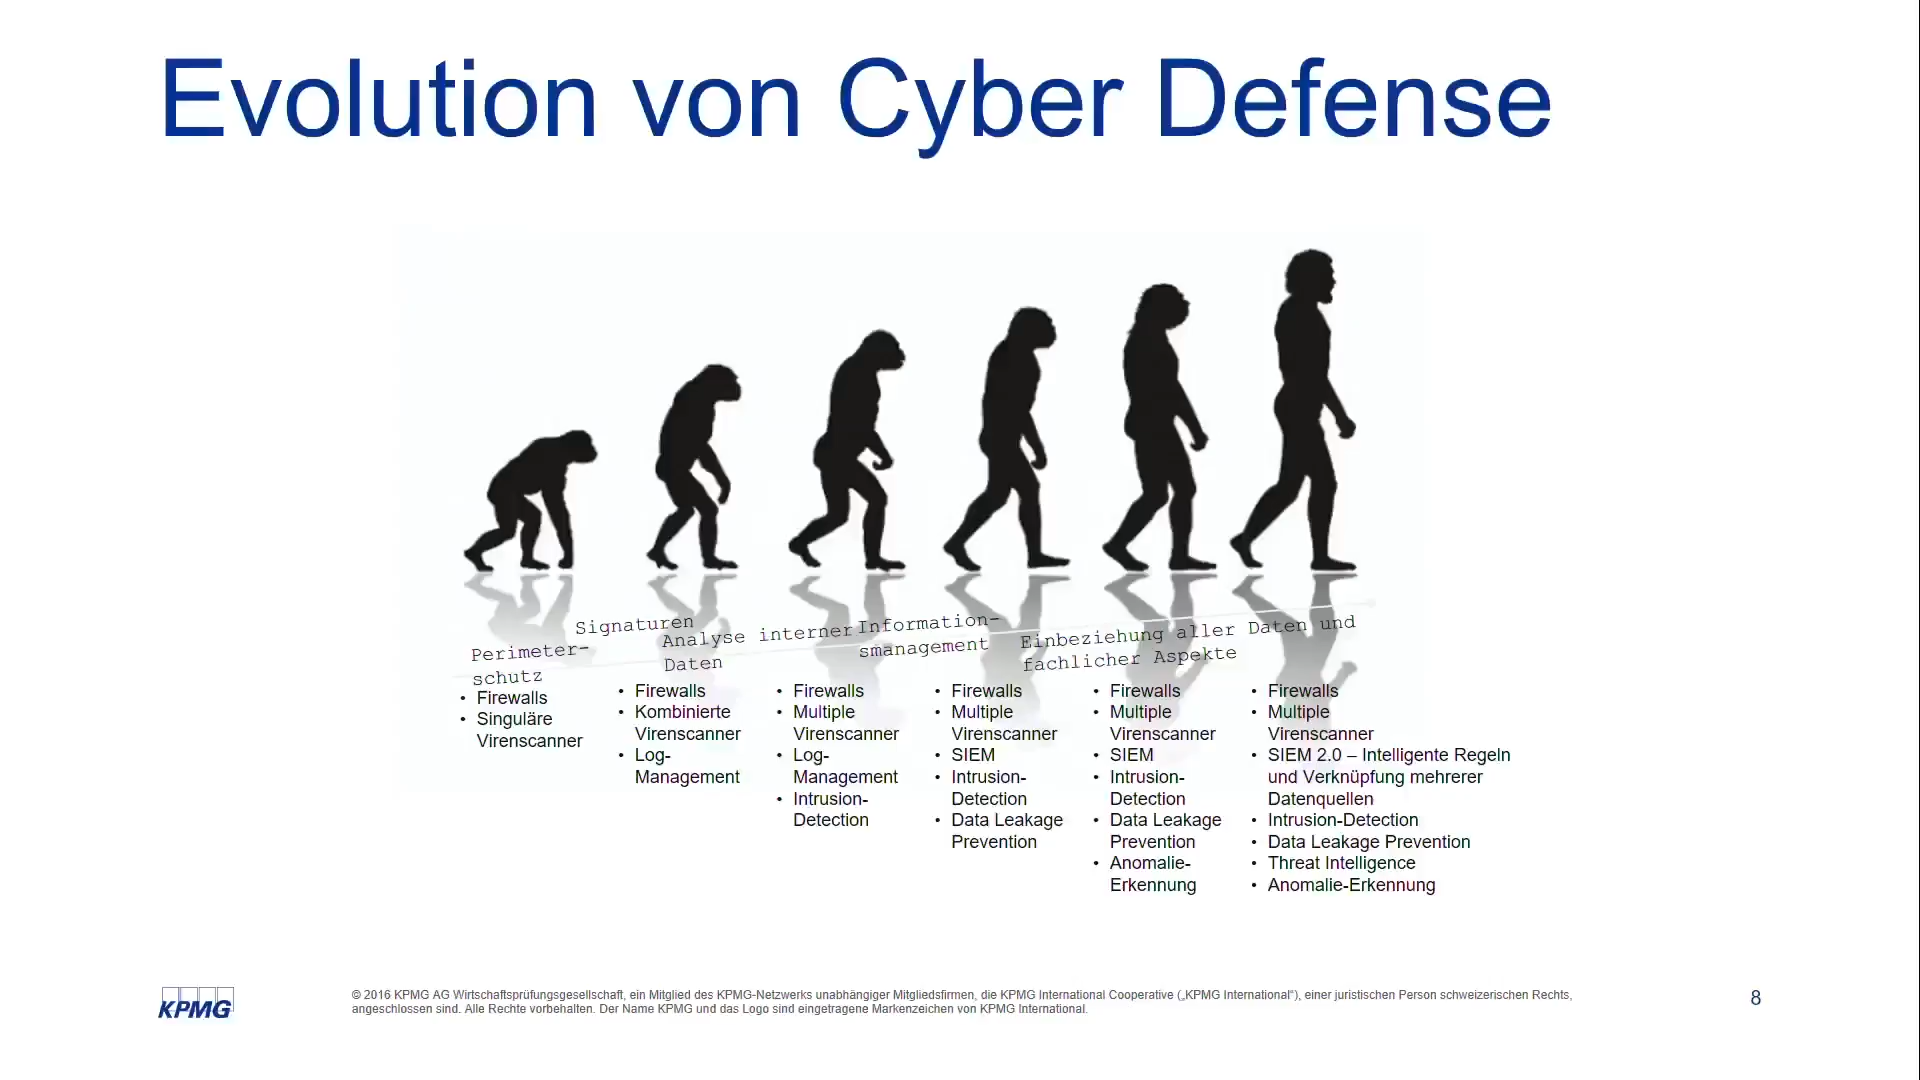 Evolution von Cyber Defense
Signaturen
Perimeter-
schutz
Analyse interner
Daten
Information-
smanagement
Einbeziehung aller Daten und
fachlicher Aspekte
• Firewalls
• Singuläre
Virenscanner
• Firewalls
• Kombinierte
Virenscanner
• Log-
Management
• Firewalls
• Multiple
Virenscanner
• Log-
Management
• Intrusion-
Detection
• Firewalls
• Multiple
Virenscanner
• SIEM
• Intrusion-
Detection
• Data Leakage
Prevention
• Firewalls
• Multiple
Virenscanner
• SIEM
• Intrusion-
Detection
• Data Leakage
Prevention
• Anomalie-
Erkennung
• Firewalls
• Multiple
Virenscanner
• SIEM 2.0 – Intelligente Regeln
und Verknüpfung mehrerer
Datenquellen
• Intrusion-Detection
• Data Leakage Prevention
• Threat Intelligence
• Anomalie-Erkennung
KPMG
© 2016 KPMG AG Wirtschaftsprüfungsgesellschaft, ein Mitglied des KPMG-Netzwerks unabhängiger Mitgliedsfirmen, die KPMG International Cooperative („KPMG International“), einer juristischen Person schweizerischen Rechts,
angeschlossen sind. Alle Rechte vorbehalten. Der Name KPMG und das Logo sind eingetragene Markenzeichen von KPMG International.
8